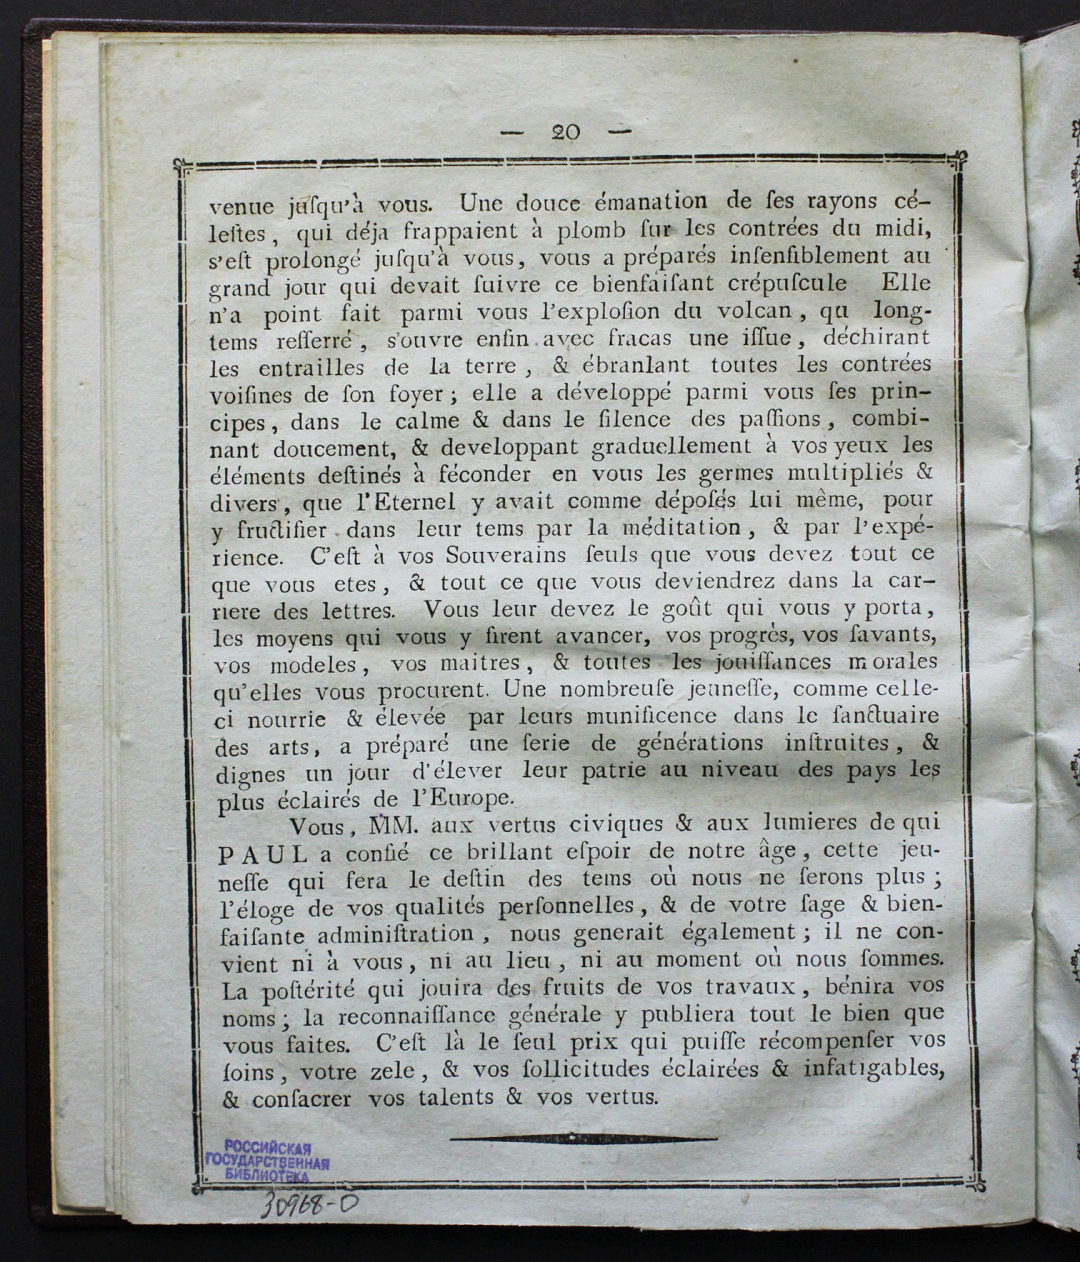 — 20 —
venue juſqu'à vous. Une douce émanation de ſes rayons cé-
leſtes, qui déja frappaient à plomb ſur les contrées du midi,
s'eſt prolongé juſqu'à vous, vous a préparés inſenſiblement au
grand jour qui devait ſuivre ce bienfaiſant crépuſcule Elle
n'a point fait parmi vous l'exploſion du volcan, qu long-
tems reſſerré, s'ouvre enfin avec fracas une iſſue, déchirant
les entrailles de la terre, & ébranlant toutes les contrées
voiſines de ſon foyer; elle a développé parmi vous ſes prin-
cipes, dans le calme & dans le ſilence des paſſions, combi-
nant doucement, & developpant graduellement à vos yeux les
éléments deſtinés à féconder en vous les germes multipliés &
divers, que l'Eternel y avait comme dépoſés lui même, pour
y fructifier dans leur tems par la méditation, & par l'expé-
rience. C'eſt à vos Souverains ſeuls que vous devez tout ce
que vous etes, & tout ce que vous deviendrez dans la car-
riere des lettres. Vous leur devez le goût qui vous y porta,
les moyens qui vous y firent avancer, vos progrès, vos ſavants,
vos modeles, vos maitres, & toutes les jouiſſances morales
qu'elles vous procurent. Une nombreuſe jeuneſſe, comme celle-
ci nourrie & élevée par leurs munificence dans le ſanctuaire
des arts, a préparé une ſerie de générations inſtruites, &
dignes un jour d'élever leur patrie au niveau des pays les
plus éclairés de l'Europe.
Vous, MM. aux vertus civiques & aux lumieres de qui
PAUL a confié ce brillant eſpoir de notre âge, cette jeu-
neſſe qui fera le deſtin des tems où nous ne ſerons plus;
l'éloge de vos qualités perſonnelles, & de votre ſage & bien-
faiſante adminiſtration, nous generait également; il ne con-
vient ni à vous, ni au lieu, ni au moment où nous ſommes.
La poſtérité qui jouira des fruits de vos travaux, bénira vos
noms; la reconnaiſſance générale y publiera tout le bien que
vous faites. C'eſt là le ſeul prix qui puiſſe récompenſer vos
ſoins, votre zele, & vos ſollicitudes éclairées & infatigables,
& conſacrer vos talents & vos vertus.
РОССИЙСКАЯ
ГОСУДАРСТВЕННАЯ
БИБЛИОТЕКА
30968-0